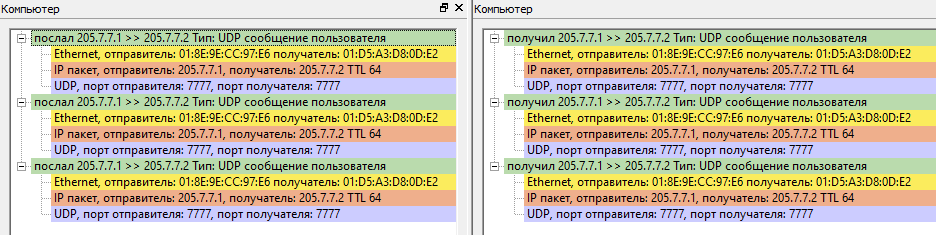 Компьютер
послал 205.7.7.1 >> 205.7.7.2 Тип: UDP сообщение пользователя
Ethernet, отправитель: 01:8E:9E:CC:97:E6 получатель: 01:D5:A3:D8:0D:E2
IP пакет, отправитель: 205.7.7.1, получатель: 205.7.7.2 TTL 64
UDP, порт отправителя: 7777, порт получателя: 7777
послал 205.7.7.1 >> 205.7.7.2 Тип: UDP сообщение пользователя
Ethernet, отправитель: 01:8E:9E:CC:97:E6 получатель: 01:D5:A3:D8:0D:E2
IP пакет, отправитель: 205.7.7.1, получатель: 205.7.7.2 TTL 64
UDP, порт отправителя: 7777, порт получателя: 7777
послал 205.7.7.1 >> 205.7.7.2 Тип: UDP сообщение пользователя
Ethernet, отправитель: 01:8E:9E:CC:97:E6 получатель: 01:D5:A3:D8:0D:E2
IP пакет, отправитель: 205.7.7.1, получатель: 205.7.7.2 TTL 64
UDP, порт отправителя: 7777, порт получателя: 7777
Компьютер
получил 205.7.7.1 >> 205.7.7.2 Тип: UDP сообщение пользователя
Ethernet, отправитель: 01:8E:9E:CC:97:E6 получатель: 01:D5:A3:D8:0D:E2
IP пакет, отправитель: 205.7.7.1, получатель: 205.7.7.2 TTL 64
UDP, порт отправителя: 7777, порт получателя: 7777
получил 205.7.7.1 >> 205.7.7.2 Тип: UDP сообщение пользователя
Ethernet, отправитель: 01:8E:9E:CC:97:E6 получатель: 01:D5:A3:D8:0D:E2
IP пакет, отправитель: 205.7.7.1, получатель: 205.7.7.2 TTL 64
UDP, порт отправителя: 7777, порт получателя: 7777
получил 205.7.7.1 >> 205.7.7.2 Тип: UDP сообщение пользователя
Ethernet, отправитель: 01:8E:9E:CC:97:E6 получатель: 01:D5:A3:D8:0D:E2
IP пакет, отправитель: 205.7.7.1, получатель: 205.7.7.2 TTL 64
UDP, порт отправителя: 7777, порт получателя: 7777